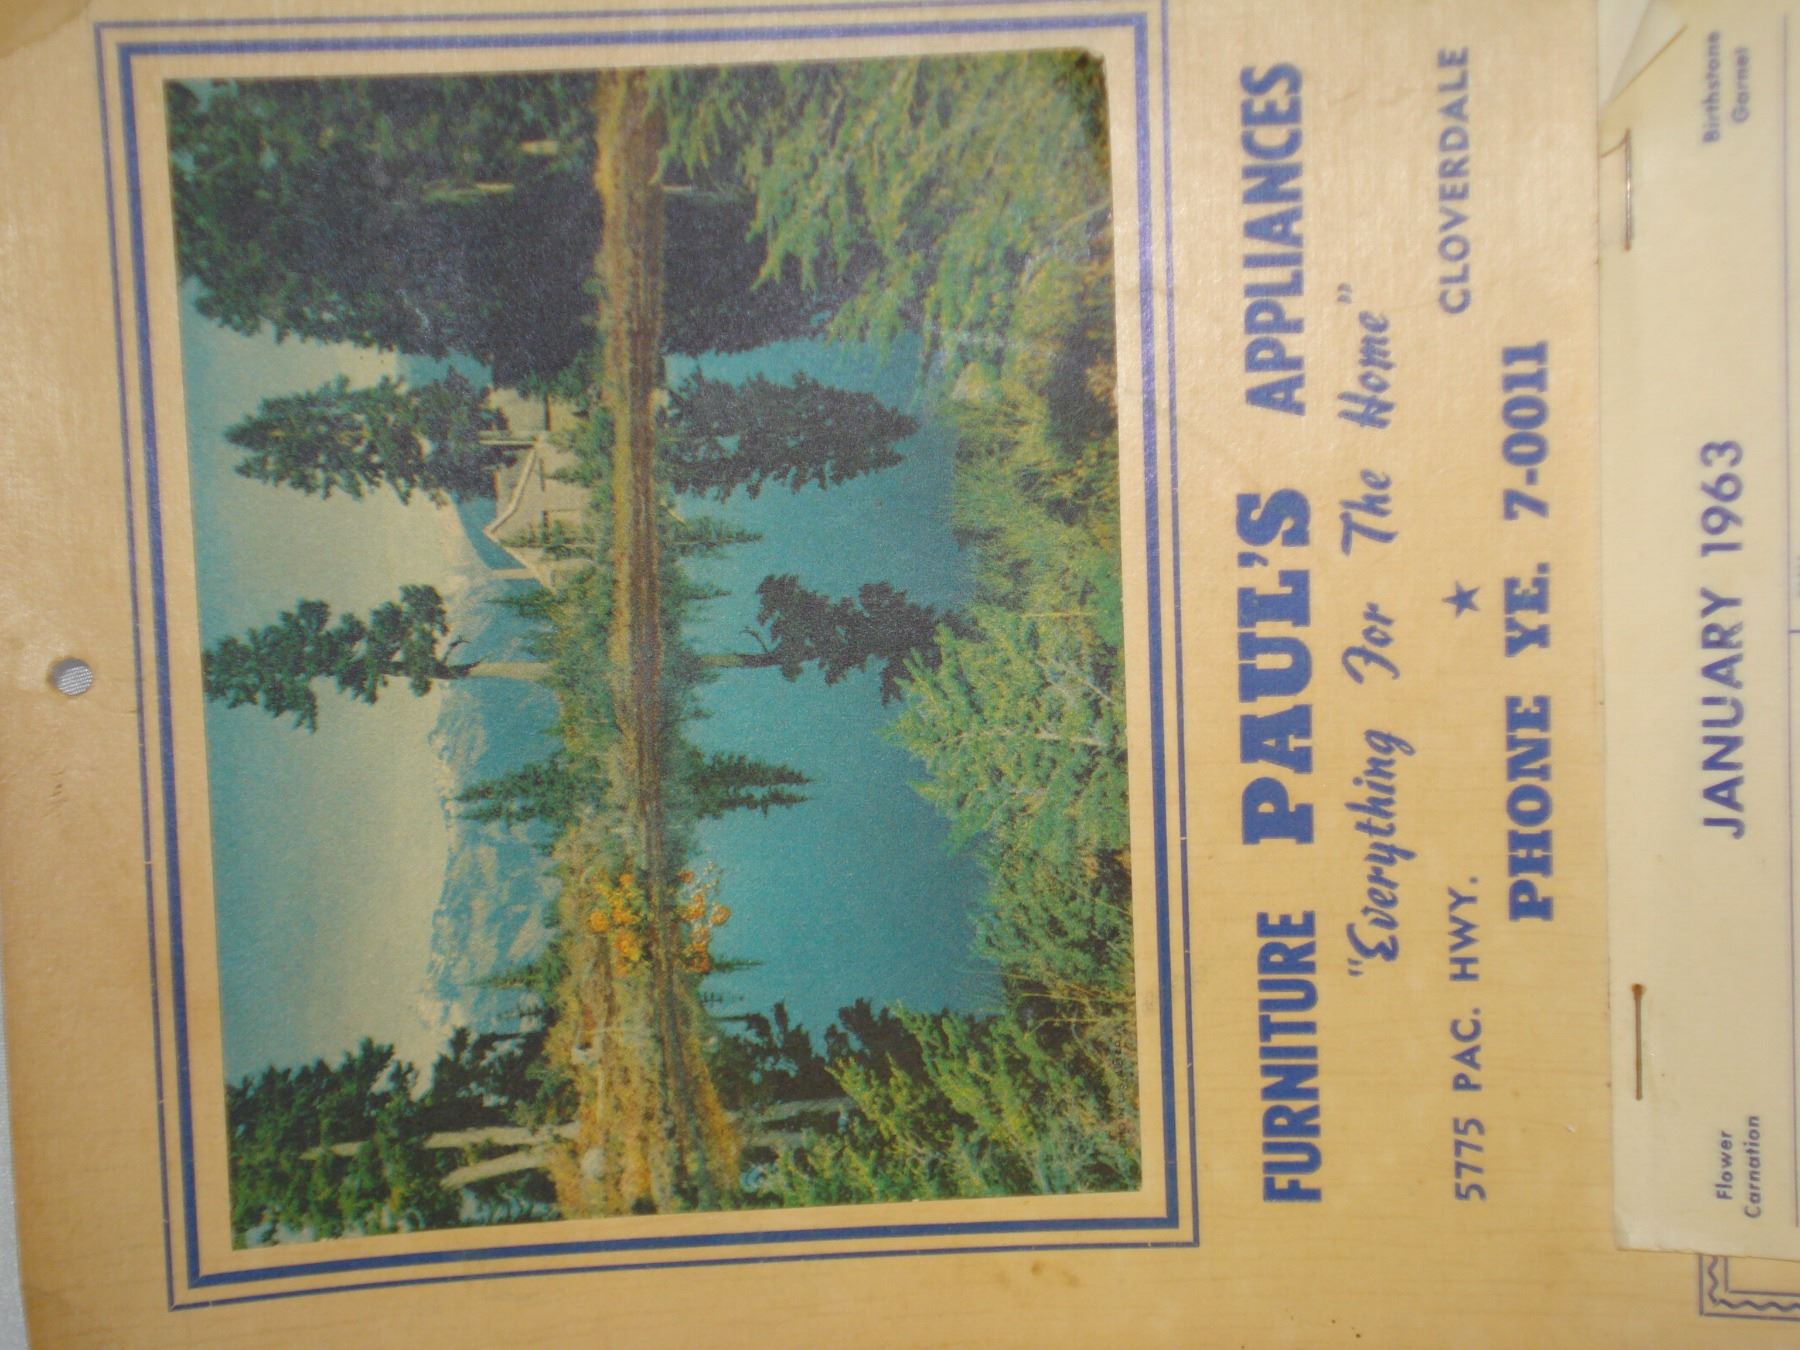 FURNITURE PAUL'S APPLIANCES
"Everything For The Home"
5775 PAC. HWY. ★ CLOVERDALE
PHONE YE. 7-0011
Flower
Carnation
JANUARY 1963
Birthstone
Garnet